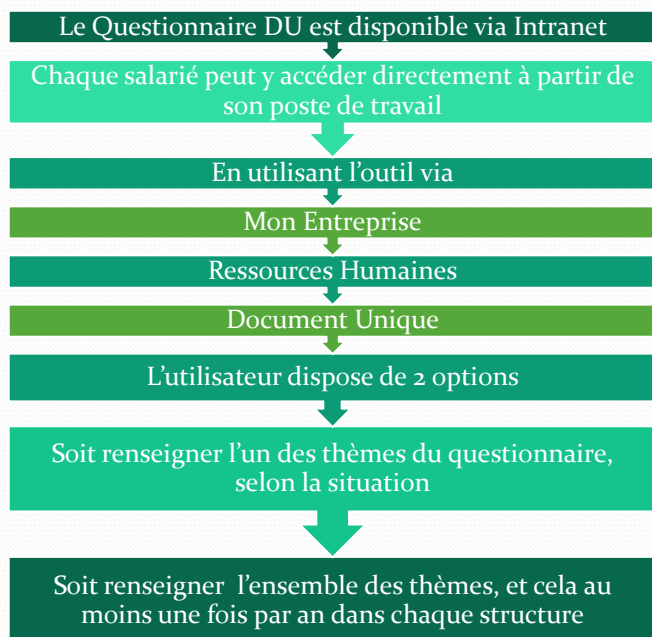 Le Questionnaire DU est disponible via Intranet
Chaque salarié peut y accéder directement à partir de
son poste de travail
En utilisant l’outil via
Mon Entreprise
Ressources Humaines
Document Unique
L’utilisateur dispose de 2 options
Soit renseigner l’un des thèmes du questionnaire,
selon la situation
Soit renseigner l’ensemble des thèmes, et cela au
moins une fois par an dans chaque structure